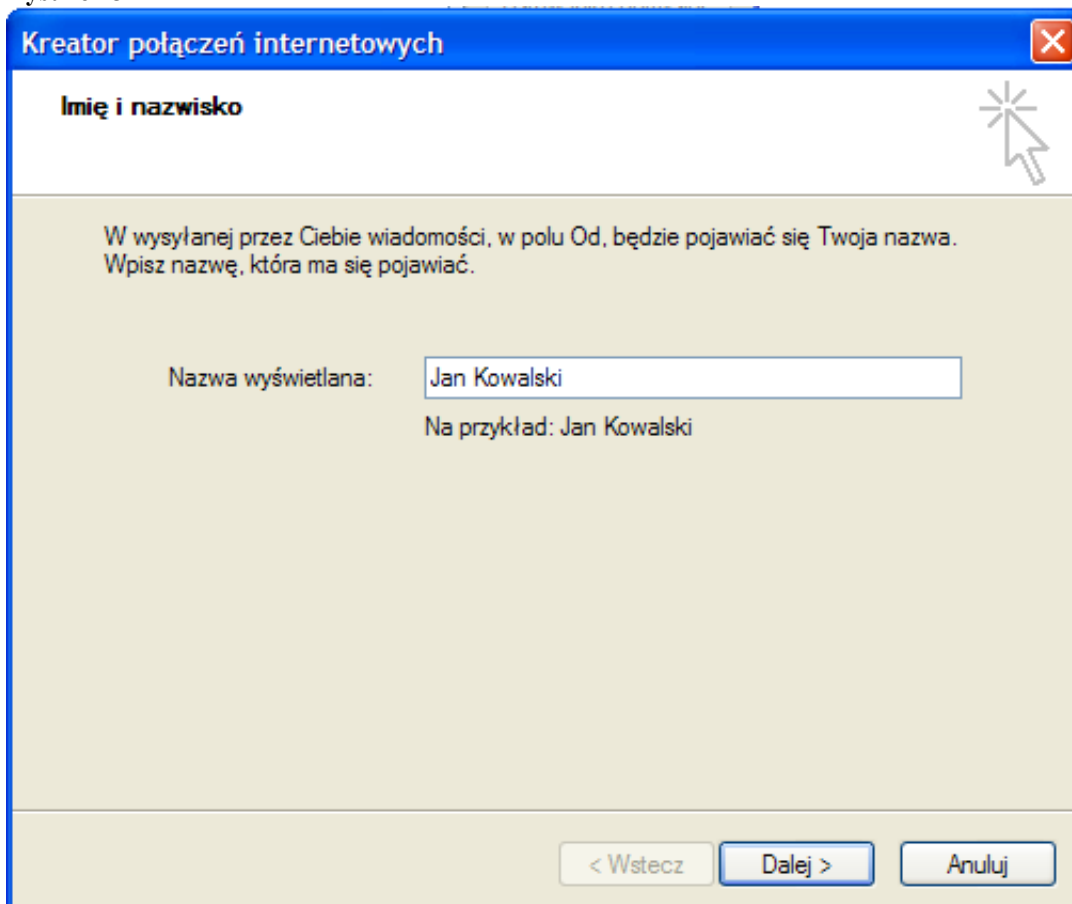 Kreator połączeń internetowych
Imię i nazwisko
W wysyłanej przez Ciebie wiadomości, w polu Od, będzie pojawiać się Twoja nazwa.
Wpisz nazwę, która ma się pojawiać.
Nazwa wyświetlana: Jan Kowalski
Na przykład: Jan Kowalski
< Wstecz Dalej > Anuluj